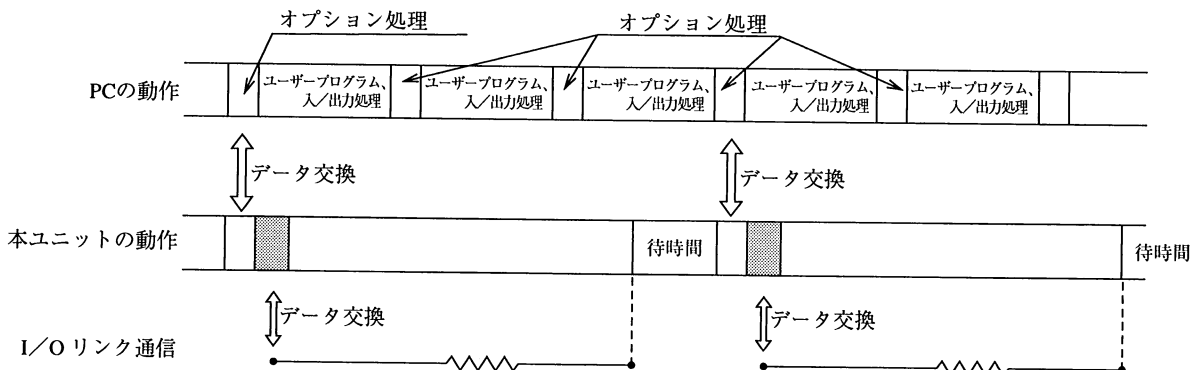 オプション処理
オプション処理
PCの動作
ユーザープログラム、
入／出力処理
ユーザープログラム、
入／出力処理
ユーザープログラム、
入／出力処理
ユーザープログラム、
入／出力処理
ユーザープログラム、
入／出力処理
データ交換
データ交換
本ユニットの動作
待時間
待時間
データ交換
データ交換
I／Oリンク通信